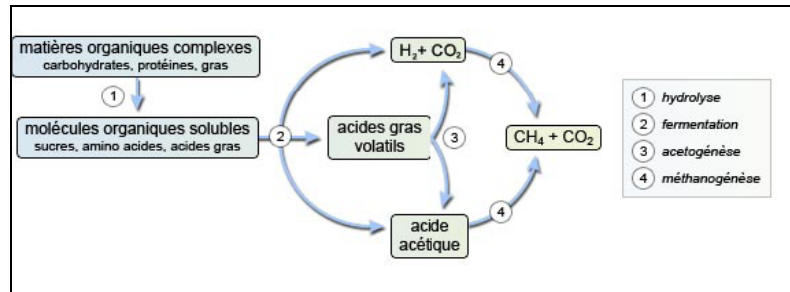 matières organiques complexes
carbohydrates, protéines, gras
1
molécules organiques solubles
sucres, amino acides, acides gras
2
H₂+ CO₂
4
acides gras
volatils
3
CH₄ + CO₂
acide
acétique
4
1 hydrolyse
2 fermentation
3 acetogénèse
4 méthanogénèse